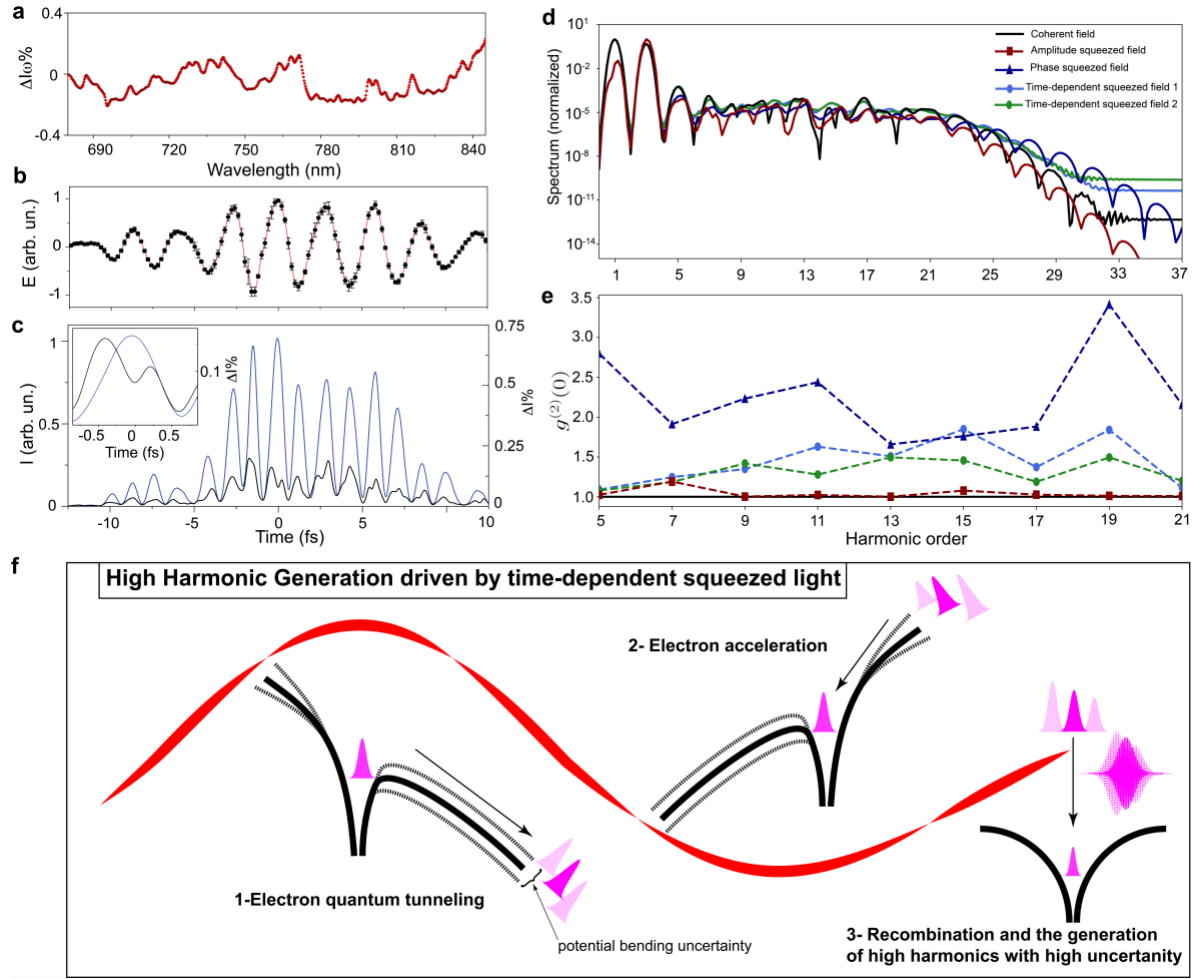 a
0.4
0
-0.4
ΔIω%
690
720
750
780
810
840
Wavelength (nm)
b
1
0
-1
E (arb. un.)
c
1
0.5
0
I (arb. un.)
0.75
0.5
0.25
0
ΔI%
0.1
ΔI%
-0.5
0
0.5
Time (fs)
-10
-5
0
5
10
Time (fs)
d
10^1
10^-2
10^-5
10^-8
10^-11
10^-14
Spectrum (normalized)
Coherent field
Amplitude squeezed field
Phase squeezed field
Time-dependent squeezed field 1
Time-dependent squeezed field 2
1
5
9
13
17
21
25
29
33
37
e
3.5
3.0
2.5
2.0
1.5
1.0
g^(2)(0)
5
7
9
11
13
15
17
19
21
Harmonic order
f
High Harmonic Generation driven by time-dependent squeezed light
2- Electron acceleration
1-Electron quantum tunneling
potential bending uncertainty
3- Recombination and the generation
of high harmonics with high uncertanity